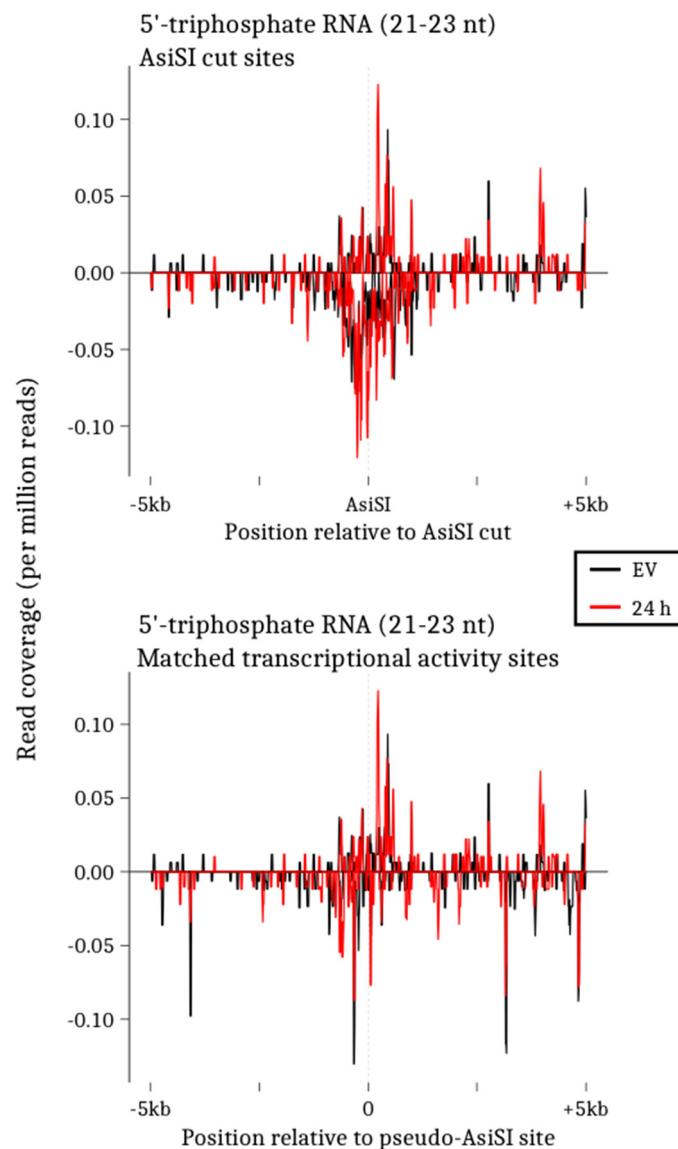 5'-triphosphate RNA (21-23 nt)
AsiSI cut sites
0.10
0.05
0.00
-0.05
-0.10
-5kb
AsiSI
+5kb
Position relative to AsiSI cut
Read coverage (per million reads)
EV
24 h
5'-triphosphate RNA (21-23 nt)
Matched transcriptional activity sites
0.10
0.05
0.00
-0.05
-0.10
-5kb
0
+5kb
Position relative to pseudo-AsiSI site